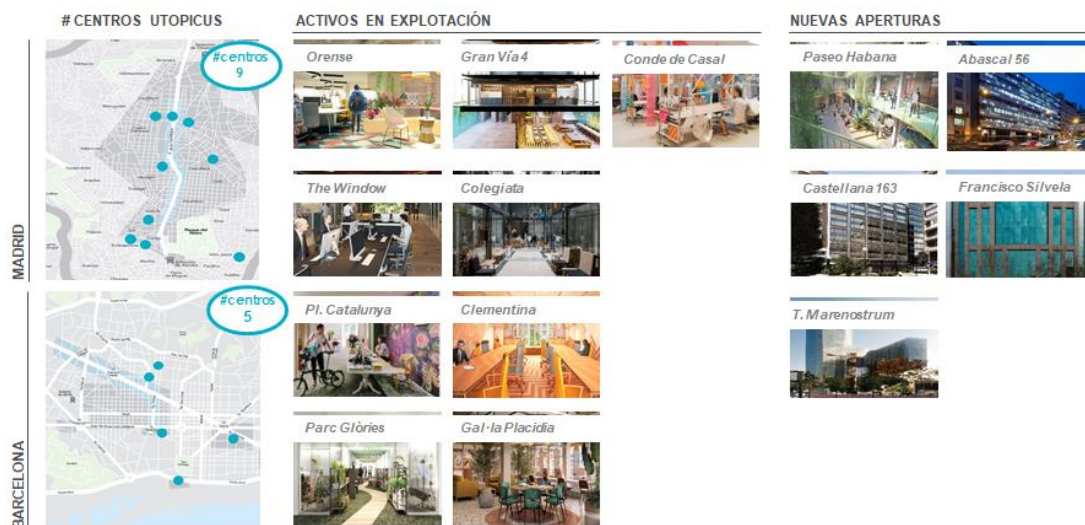 # CENTROS UTOPICUS
ACTIVOS EN EXPLOTACIÓN
NUEVAS APERTURAS
MADRID
#centros
9
Orense
Gran Vía 4
Conde de Casal
Paseo Habana
Abascal 56
The Window
Colegiata
Castellana 163
Francisco Silvela
BARCELONA
#centros
5
Pl. Catalunya
Clementina
T. Marenostrum
Parc Glòries
Gal·la Placidia